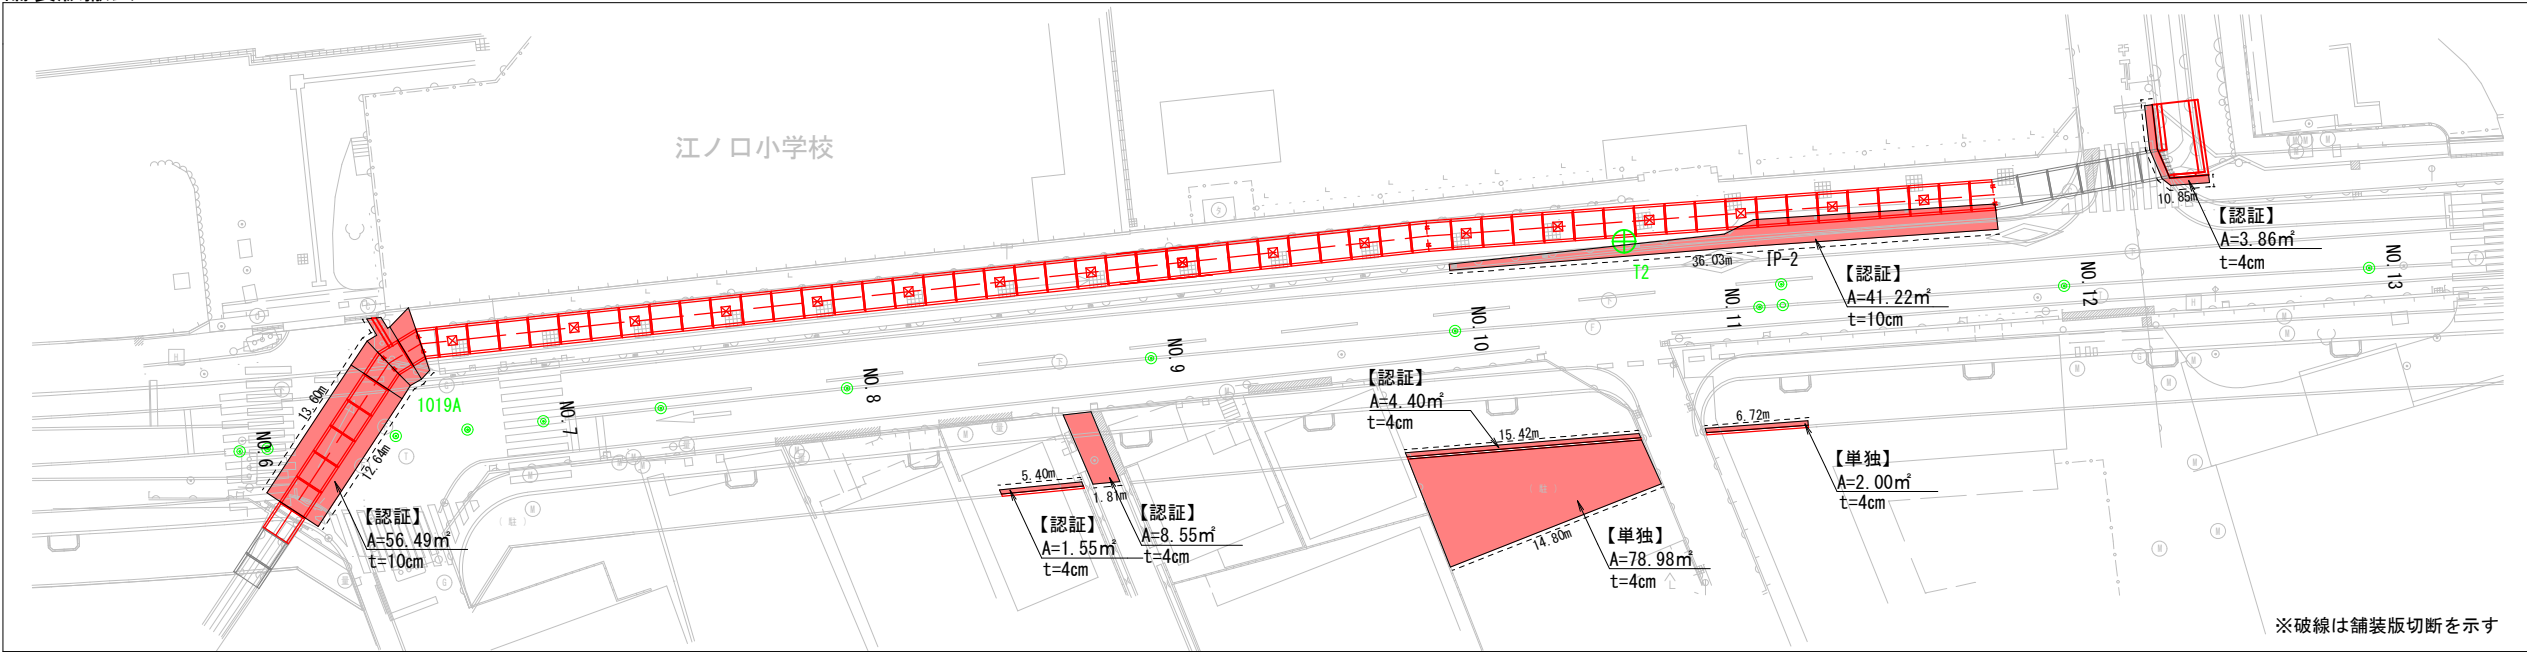 江ノ口小学校
10.85m
【認証】
A=3.86㎡
t=4cm
NO.13
NO.12
T2
36.03m
IP-2
【認証】
A=41.22㎡
t=10cm
NO.11
NO.10
NO.9
NO.8
NO.7
NO.6
1019A
13.60m
12.64m
【認証】
A=56.49㎡
t=10cm
5.40m
【認証】
A=1.55㎡
t=4cm
1.81m
【認証】
A=8.55㎡
t=4cm
【認証】
A=4.40㎡
t=4cm
15.42m
14.80m
【単独】
A=78.98㎡
t=4cm
6.72m
【単独】
A=2.00㎡
t=4cm
※破線は舗装版切断を示す